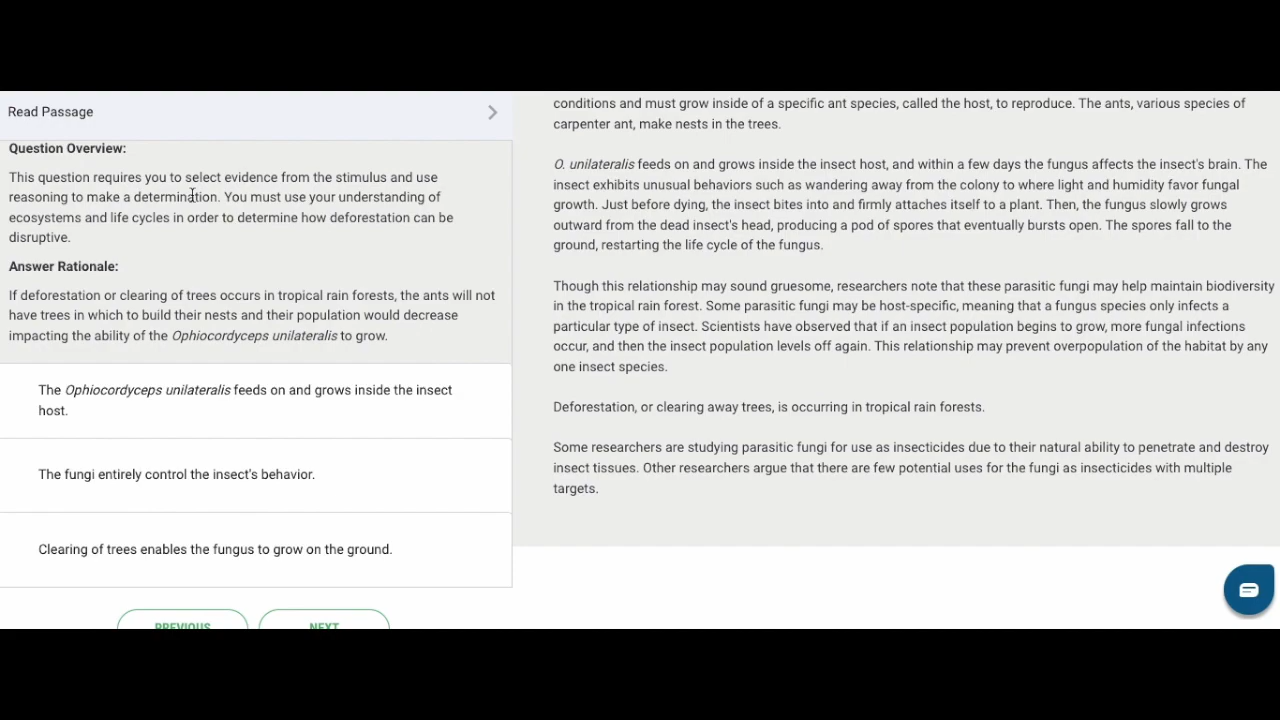 Read Passage
Question Overview:
This question requires you to select evidence from the stimulus and use
reasoning to make a determination. You must use your understanding of
ecosystems and life cycles in order to determine how deforestation can be
disruptive.
Answer Rationale:
If deforestation or clearing of trees occurs in tropical rain forests, the ants will not
have trees in which to build their nests and their population would decrease
impacting the ability of the Ophiocordyceps unilateralis to grow.
The Ophiocordyceps unilateralis feeds on and grows inside the insect
host.
The fungi entirely control the insect's behavior.
Clearing of trees enables the fungus to grow on the ground.
PREVIOUS
NEXT
conditions and must grow inside of a specific ant species, called the host, to reproduce. The ants, various species of
carpenter ant, make nests in the trees.
O. unilateralis feeds on and grows inside the insect host, and within a few days the fungus affects the insect's brain. The
insect exhibits unusual behaviors such as wandering away from the colony to where light and humidity favor fungal
growth. Just before dying, the insect bites into and firmly attaches itself to a plant. Then, the fungus slowly grows
outward from the dead insect's head, producing a pod of spores that eventually bursts open. The spores fall to the
ground, restarting the life cycle of the fungus.
Though this relationship may sound gruesome, researchers note that these parasitic fungi may help maintain biodiversity
in the tropical rain forest. Some parasitic fungi may be host-specific, meaning that a fungus species only infects a
particular type of insect. Scientists have observed that if an insect population begins to grow, more fungal infections
occur, and then the insect population levels off again. This relationship may prevent overpopulation of the habitat by any
one insect species.
Deforestation, or clearing away trees, is occurring in tropical rain forests.
Some researchers are studying parasitic fungi for use as insecticides due to their natural ability to penetrate and destroy
insect tissues. Other researchers argue that there are few potential uses for the fungi as insecticides with multiple
targets.